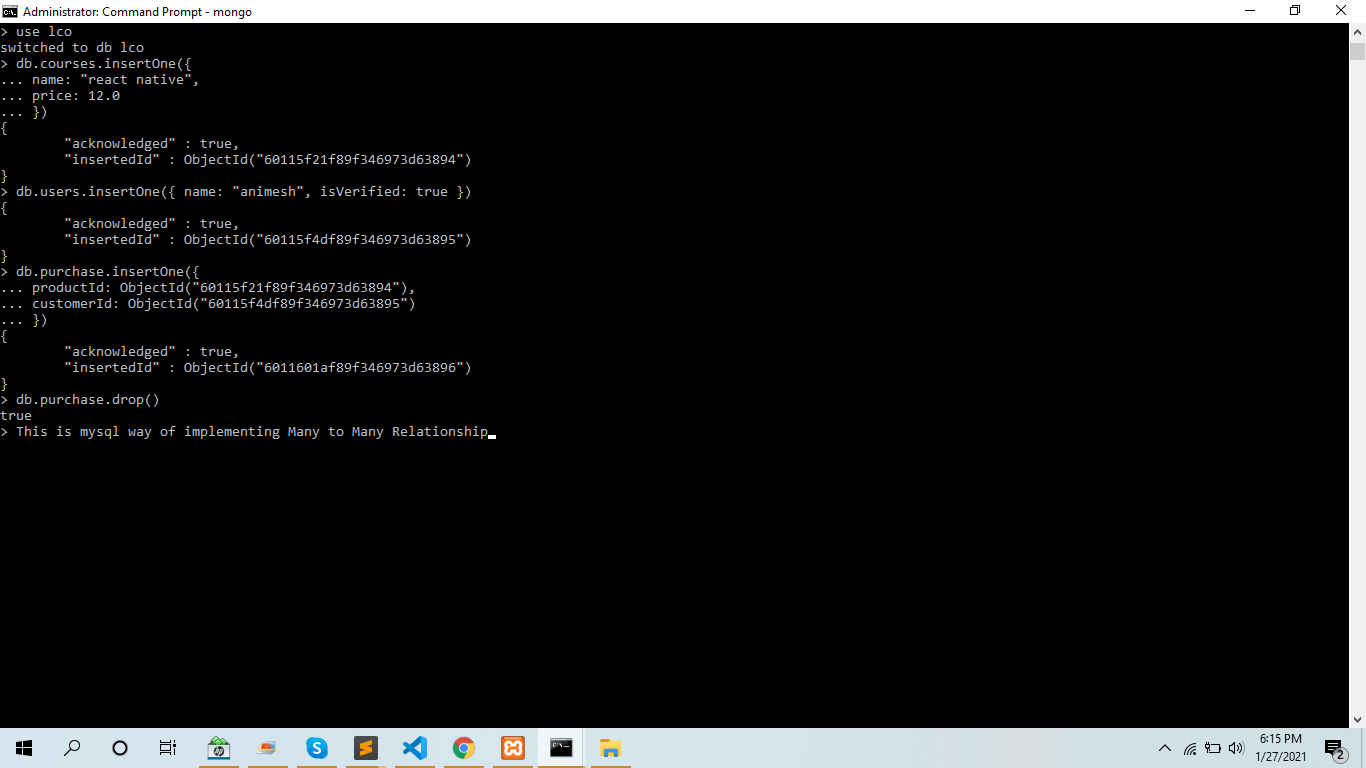 Administrator: Command Prompt - mongo
> use lco
switched to db lco
> db.courses.insertOne({
... name: "react native",
... price: 12.0
... })
{
        "acknowledged" : true,
        "insertedId" : ObjectId("60115f21f89f346973d63894")
}
> db.users.insertOne({ name: "animesh", isVerified: true })
{
        "acknowledged" : true,
        "insertedId" : ObjectId("60115f4df89f346973d63895")
}
> db.purchase.insertOne({
... productId: ObjectId("60115f21f89f346973d63894"),
... customerId: ObjectId("60115f4df89f346973d63895")
... })
{
        "acknowledged" : true,
        "insertedId" : ObjectId("6011601af89f346973d63896")
}
> db.purchase.drop()
true
> This is mysql way of implementing Many to Many Relationship
6:15 PM
1/27/2021
2